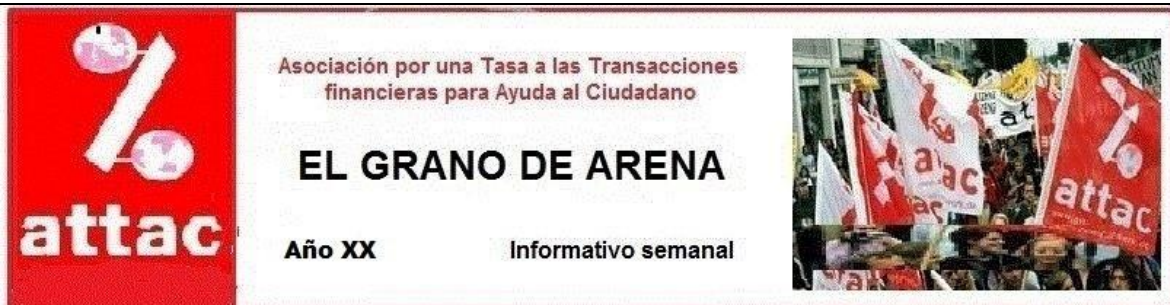 attac
Asociación por una Tasa a las Transacciones
financieras para Ayuda al Ciudadano
EL GRANO DE ARENA
Año XX
Informativo semanal
attac
attac